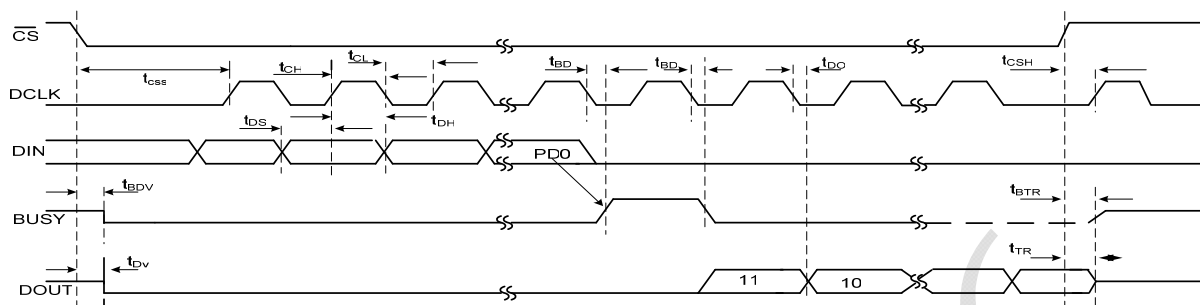 CS
tcss
tCH
tCL
tBD
tBD
tDO
tCSH
DCLK
tDS
tDH
DIN
PD0
tBDV
tBTR
BUSY
tDv
tTR
DOUT
11
10